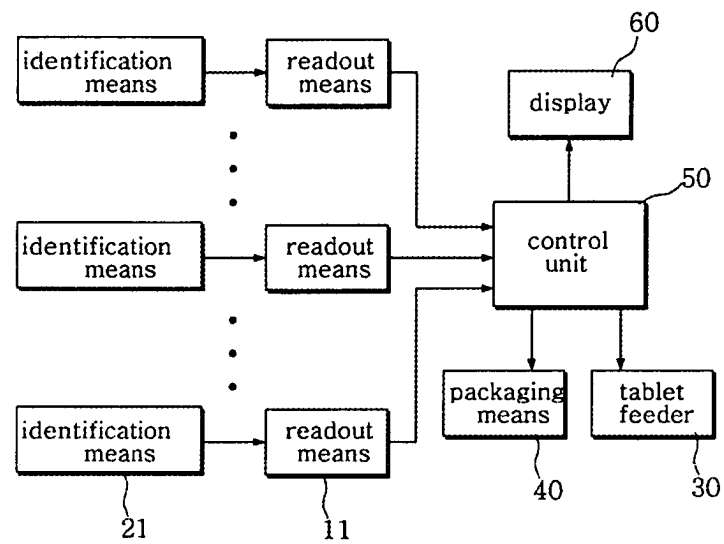 60
identification
means
readout
means
display
50
identification
means
readout
means
control
unit
packaging
means
tablet
feeder
identification
means
readout
means
21
11
40
30